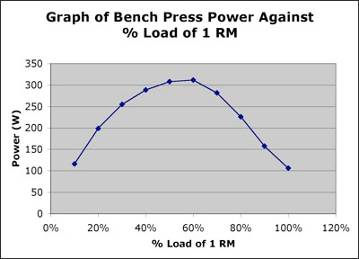 Graph of Bench Press Power Against
% Load of 1 RM
350
300
250
200
150
100
50
0
Power (W)
0% 20% 40% 60% 80% 100% 120%
% Load of 1 RM